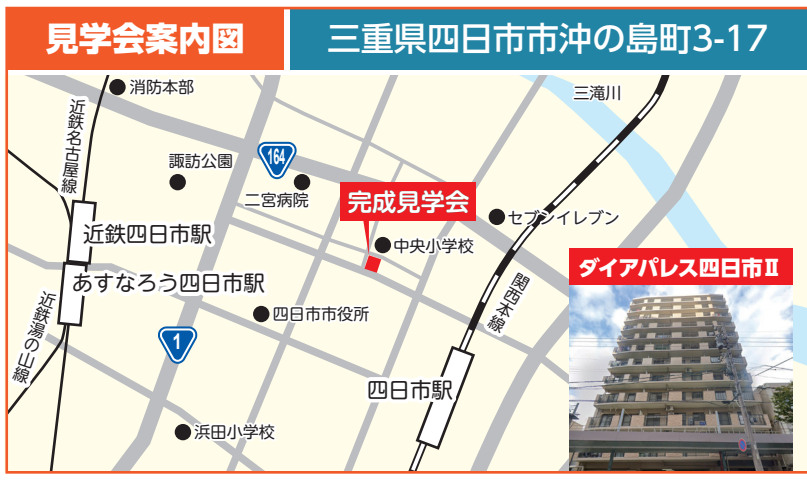 見学会案内図
三重県四日市市沖の島町3-17
消防本部
三滝川
近鉄名古屋線
諏訪公園
164
二宮病院
完成見学会
セブンイレブン
近鉄四日市駅
中央小学校
ダイアパレス四日市Ⅱ
あすなろう四日市駅
関西本線
四日市市役所
近鉄湯の山線
1
四日市駅
浜田小学校